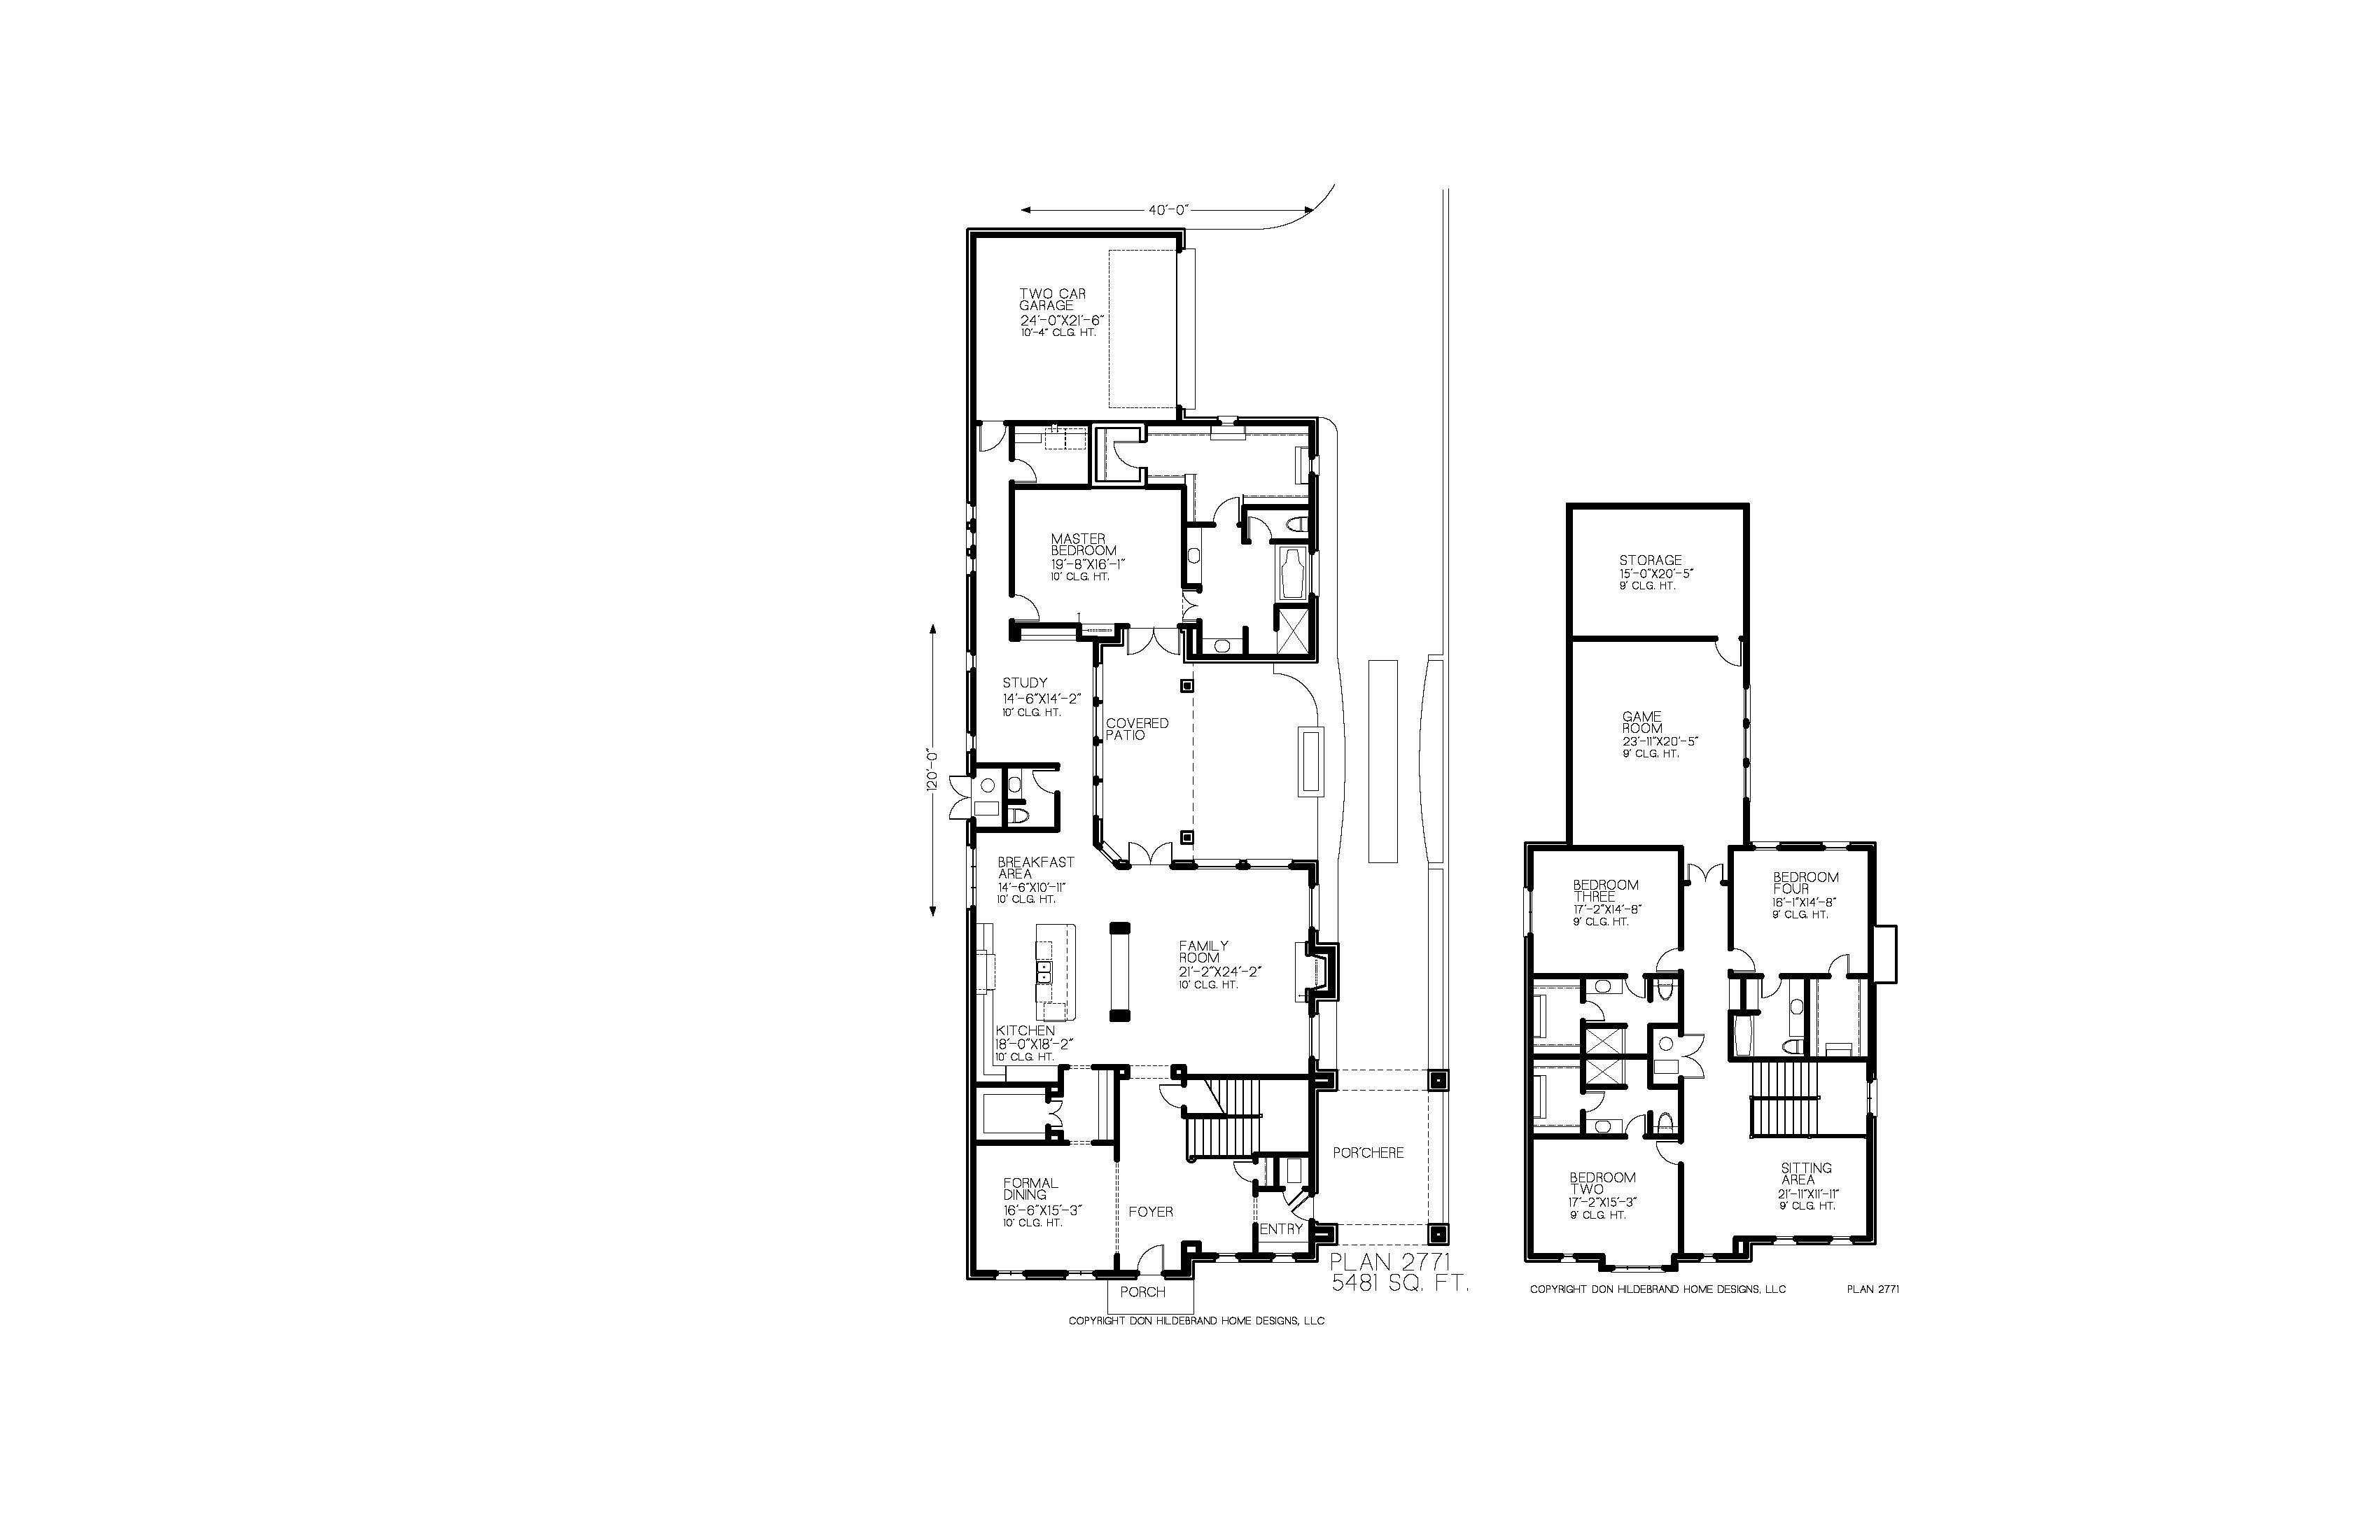 40'-0"
TWO CAR
GARAGE
24'-0"X21'-6"
10'-4" CLG. HT.
MASTER
BEDROOM
19'-8"X16'-1"
10' CLG. HT.
STUDY
14'-6"X14'-2"
10' CLG. HT.
COVERED
PATIO
120'-0"
BREAKFAST
AREA
14'-6"X10'-11"
10' CLG. HT.
FAMILY
ROOM
21'-2"X24'-2"
10' CLG. HT.
KITCHEN
18'-0"X18'-2"
10' CLG. HT.
POR'CHERE
FORMAL
DINING
16'-6"X15'-3"
10' CLG. HT.
FOYER
ENTRY
PLAN 2771
5481 SQ. FT.
PORCH
COPYRIGHT DON HILDEBRAND HOME DESIGNS, LLC
STORAGE
15'-0"X20'-5"
9' CLG. HT.
GAME
ROOM
23'-11"X20'-5"
9' CLG. HT.
BEDROOM
THREE
17'-2"X14'-8"
9' CLG. HT.
BEDROOM
FOUR
16'-1"X14'-8"
9' CLG. HT.
BEDROOM
TWO
17'-2"X15'-3"
9' CLG. HT.
SITTING
AREA
21'-11"X11'-11"
9' CLG. HT.
COPYRIGHT DON HILDEBRAND HOME DESIGNS, LLC
PLAN 2771